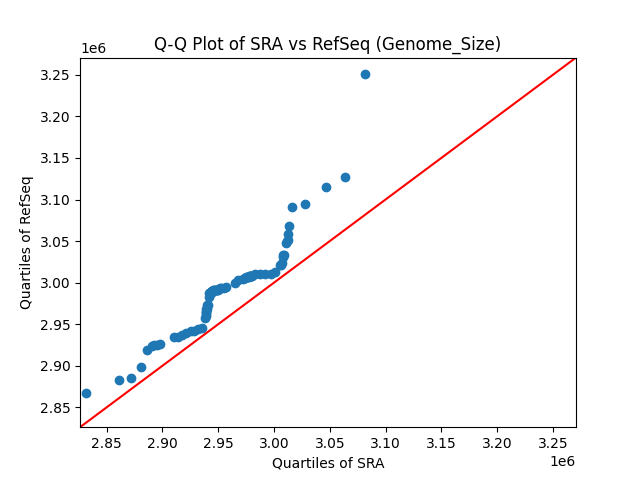 Q-Q Plot of SRA vs RefSeq (Genome_Size)
1e6
3.25
3.20
3.15
3.10
3.05
3.00
2.95
2.90
2.85
Quartiles of RefSeq
2.85 2.90 2.95 3.00 3.05 3.10 3.15 3.20 3.25
Quartiles of SRA
1e6